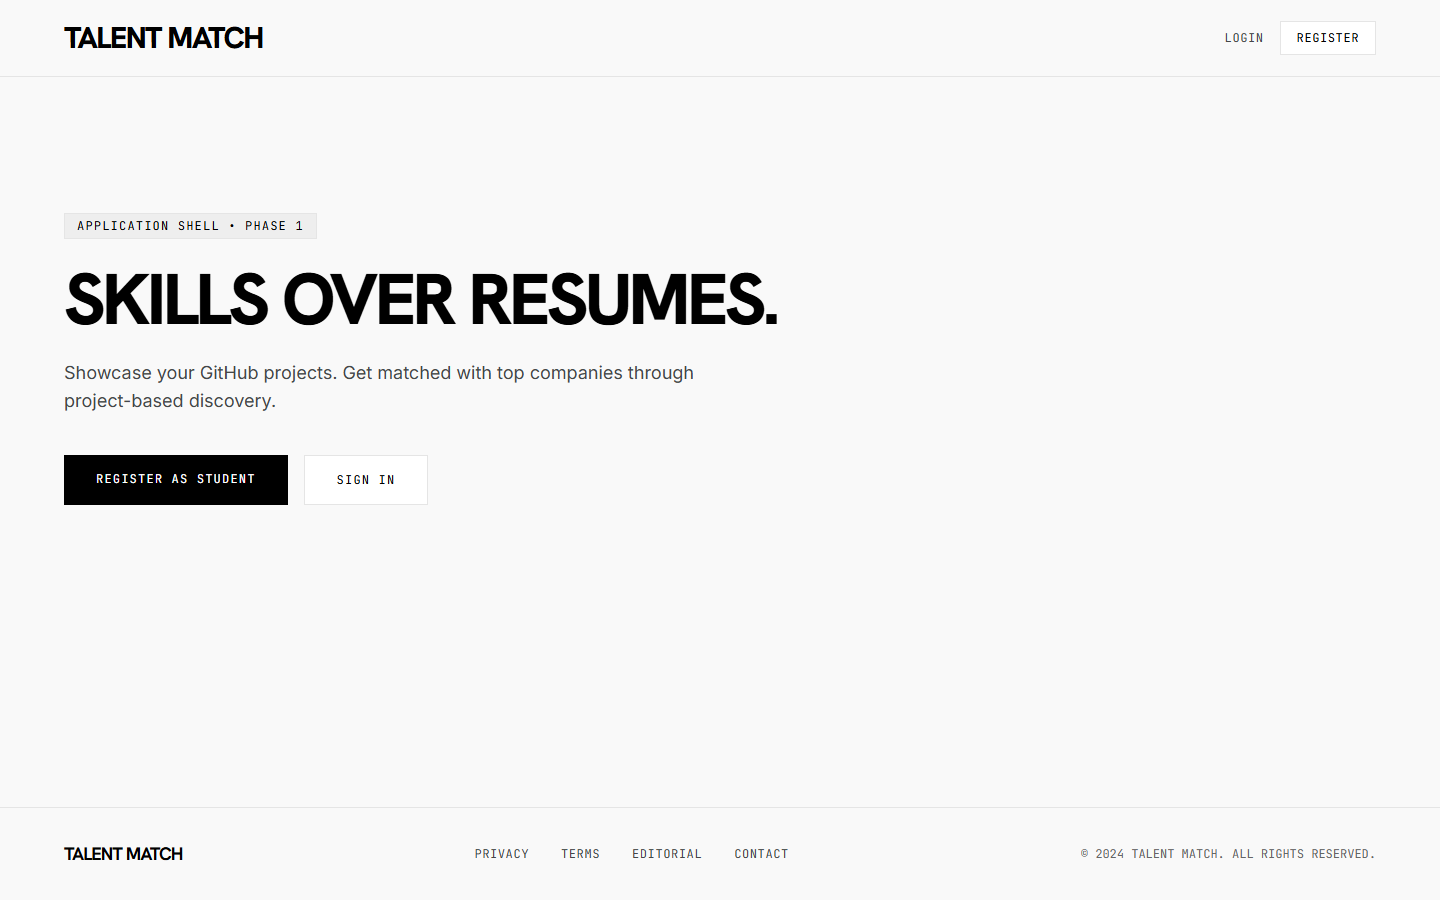 TALENT MATCH
LOGIN
REGISTER
APPLICATION SHELL • PHASE 1
SKILLS OVER RESUMES.
Showcase your GitHub projects. Get matched with top companies through
project-based discovery.
REGISTER AS STUDENT
SIGN IN
TALENT MATCH
PRIVACY
TERMS
EDITORIAL
CONTACT
© 2024 TALENT MATCH. ALL RIGHTS RESERVED.